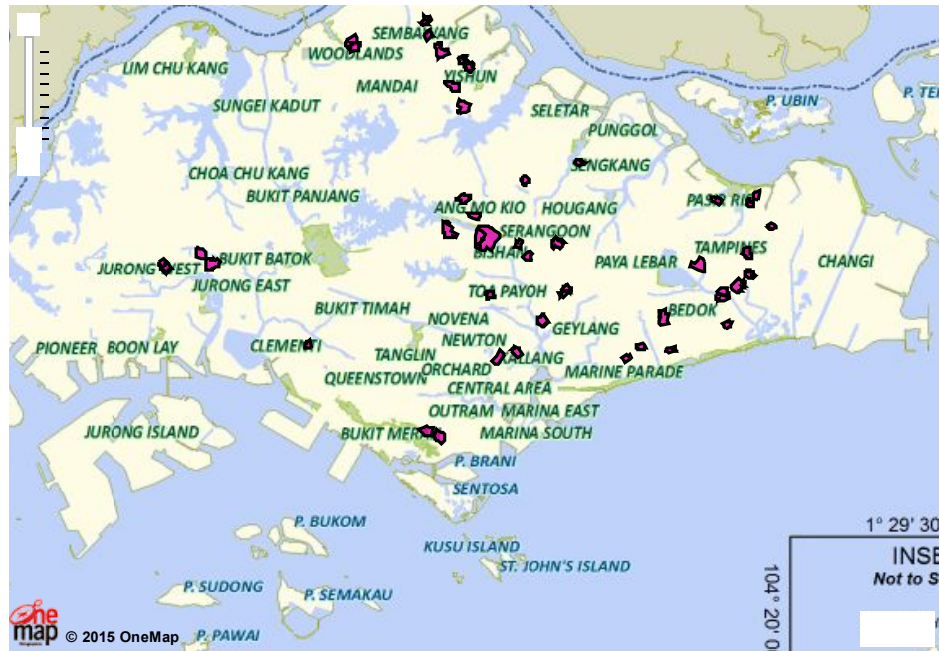 SEMBAWANG
WOODLANDS
LIM CHU KANG
YISHUN
MANDAI
SUNGEI KADUT
P. UBIN
SELETAR
PUNGGOL
SENGKANG
CHOA CHU KANG
BUKIT PANJANG
PASIR RIS
ANG MO KIO
HOUGANG
SERANGOON
BISHAN
TAMPINES
BUKIT BATOK
PAYA LEBAR
CHANGI
JURONG WEST
JURONG EAST
TOA PAYOH
BUKIT TIMAH
BEDOK
NOVENA
GEYLANG
NEWTON
PIONEER
BOON LAY
CLEMENTI
TANGLIN
KALLANG
ORCHARD
MARINE PARADE
QUEENSTOWN
CENTRAL AREA
OUTRAM
MARINA EAST
JURONG ISLAND
BUKIT MERAH
MARINA SOUTH
P. BRANI
SENTOSA
P. BUKOM
1° 29' 30
KUSU ISLAND
INSE
ST. JOHN'S ISLAND
Not to S
104° 20' 0
P. SUDONG
P. SEMAKAU
One
map
© 2015 OneMap
P. PAWAI